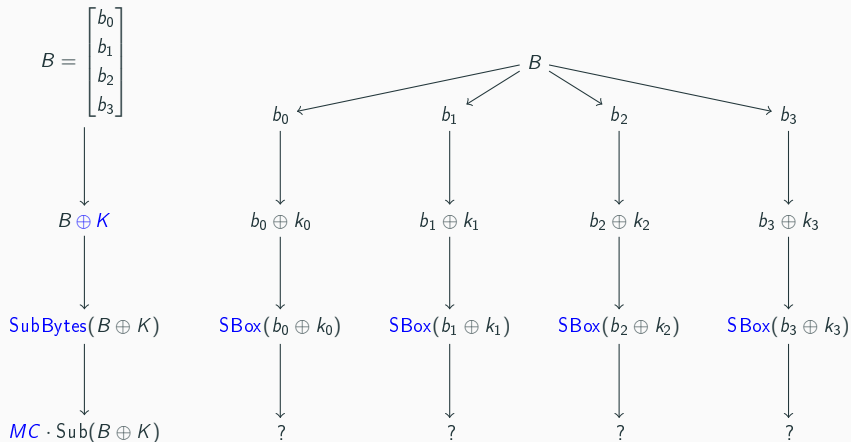 B = [b₀ b₁ b₂ b₃]
B
b₀ b₁ b₂ b₃
B ⊕ K b₀ ⊕ k₀ b₁ ⊕ k₁ b₂ ⊕ k₂ b₃ ⊕ k₃
SubBytes(B ⊕ K) SBox(b₀ ⊕ k₀) SBox(b₁ ⊕ k₁) SBox(b₂ ⊕ k₂) SBox(b₃ ⊕ k₃)
MC · Sub(B ⊕ K) ? ? ? ?